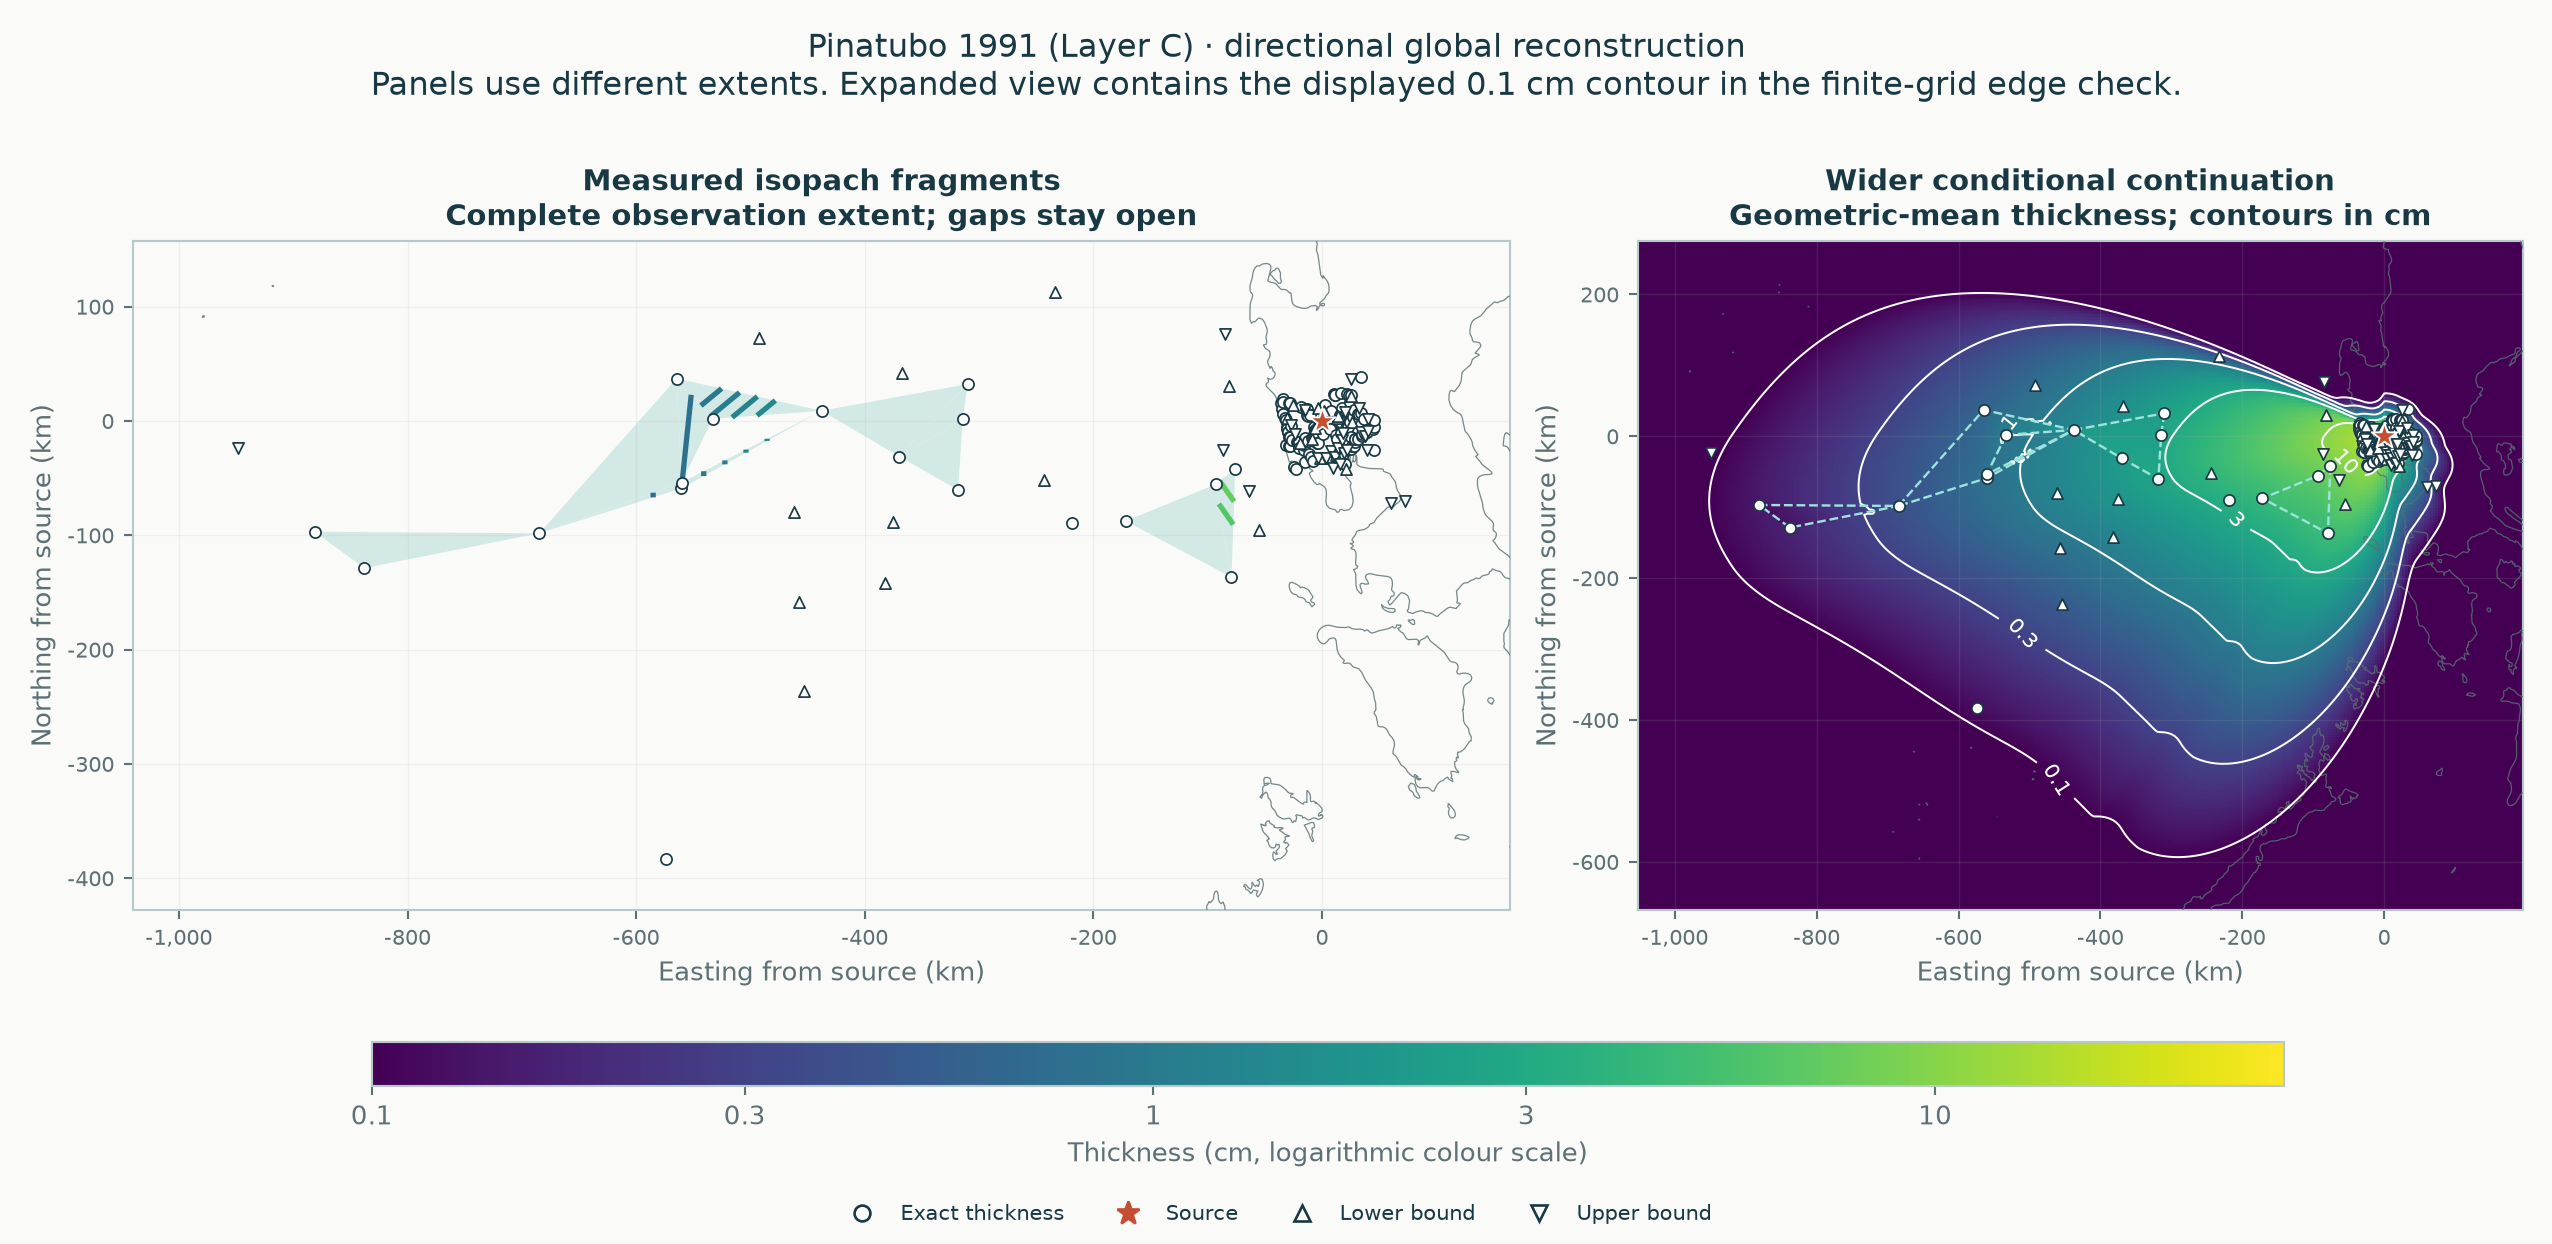 Pinatubo 1991 (Layer C) · directional global reconstruction
Panels use different extents. Expanded view contains the displayed 0.1 cm contour in the finite-grid edge check.
Measured isopach fragments
Complete observation extent; gaps stay open
Northing from source (km)
100
0
-100
-200
-300
-400
-1,000
-800
-600
-400
-200
0
Easting from source (km)
Wider conditional continuation
Geometric-mean thickness; contours in cm
Northing from source (km)
200
0
-200
-400
-600
1
10
3
0.3
0.1
-1,000
-800
-600
-400
-200
0
Easting from source (km)
0.1
0.3
1
3
10
Thickness (cm, logarithmic colour scale)
Exact thickness
Source
Lower bound
Upper bound